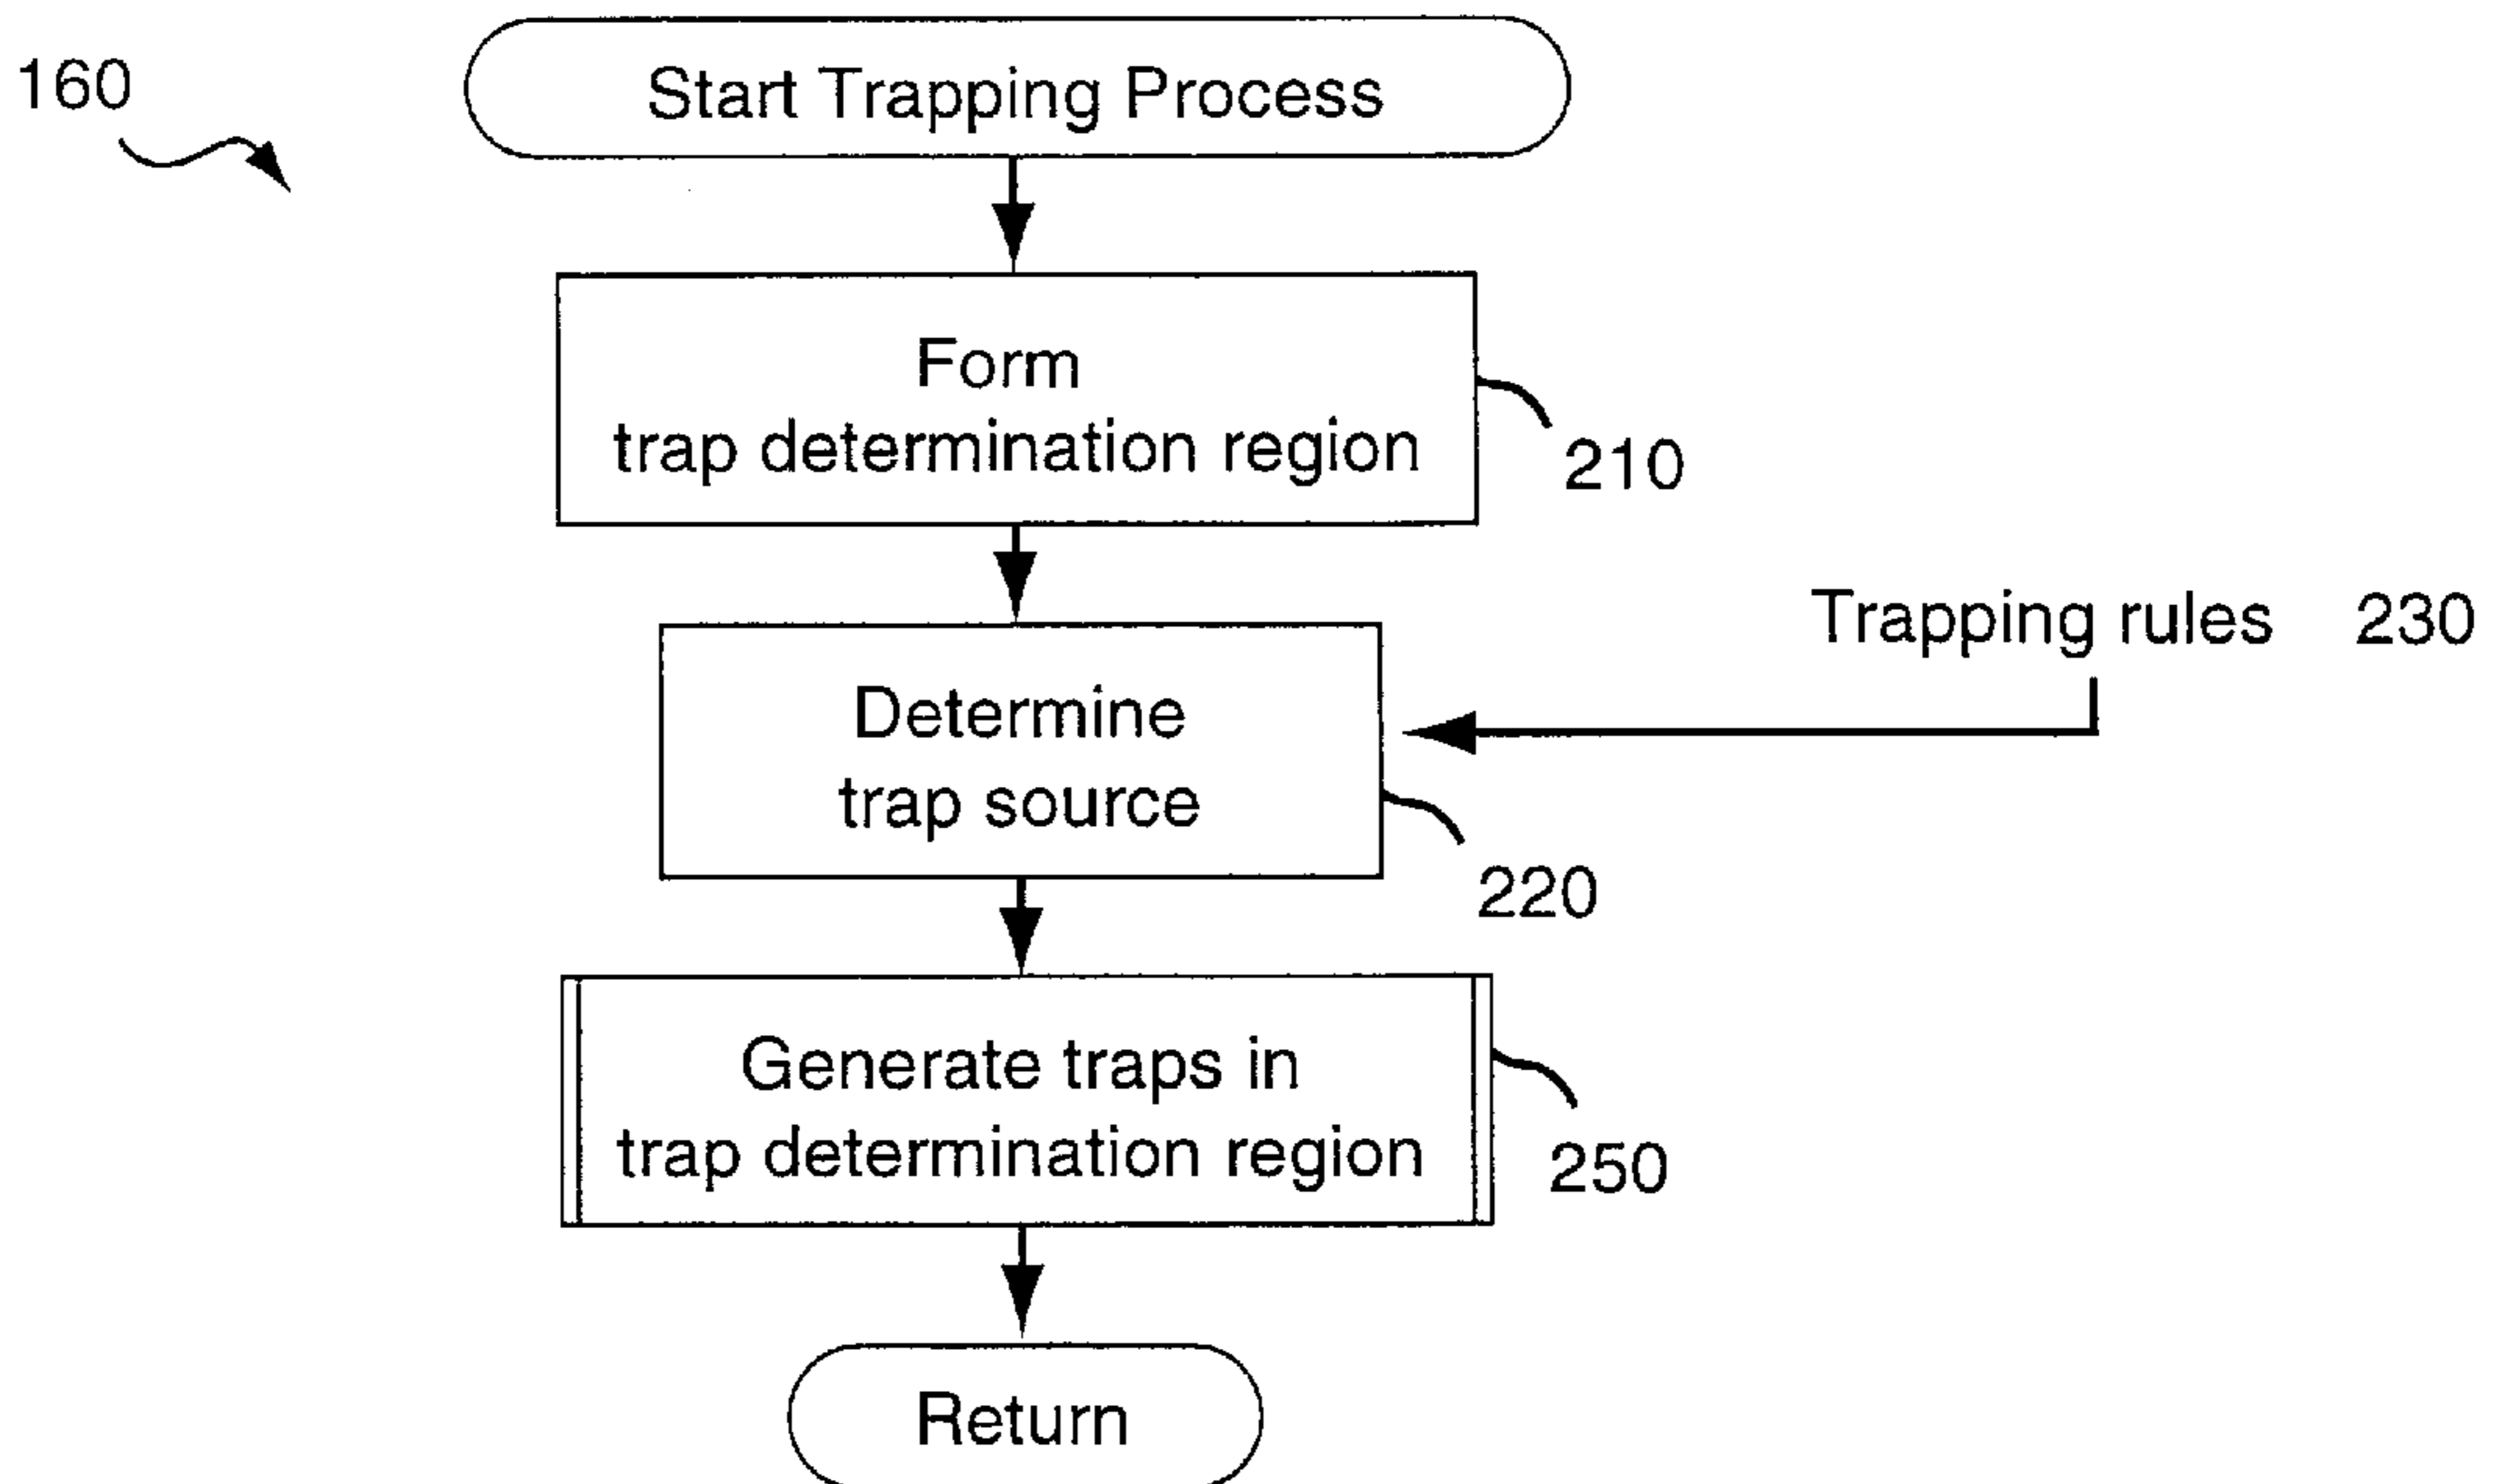 160
Start Trapping Process
Form
trap determination region
210
Trapping rules 230
Determine
trap source
220
Generate traps in
trap determination region
250
Return